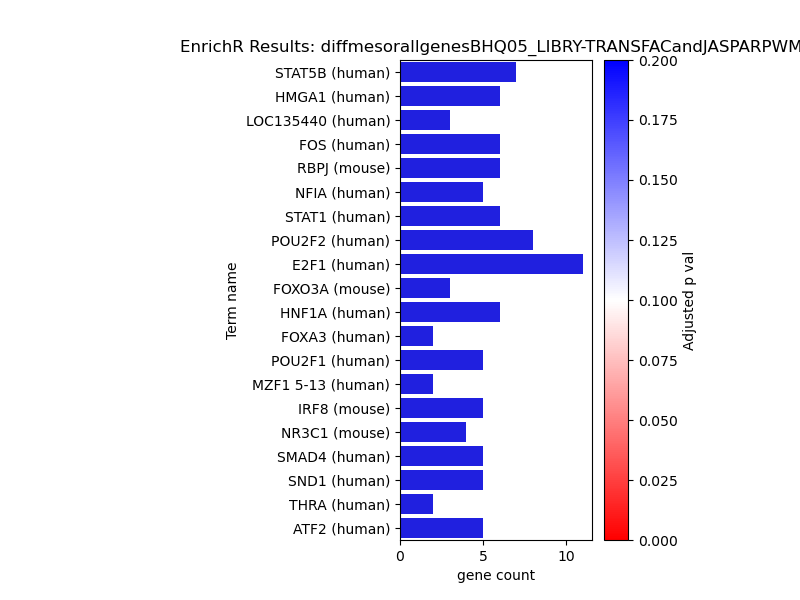 EnrichR Results: diffmesorallgenesBHQ05_LIBRY-TRANSFACandJASPARPWM
STAT5B (human)
HMGA1 (human)
LOC135440 (human)
FOS (human)
RBPJ (mouse)
NFIA (human)
STAT1 (human)
POU2F2 (human)
E2F1 (human)
FOXO3A (mouse)
HNF1A (human)
FOXA3 (human)
POU2F1 (human)
MZF1 5-13 (human)
IRF8 (mouse)
NR3C1 (mouse)
SMAD4 (human)
SND1 (human)
THRA (human)
ATF2 (human)
Term name
0 5 10
gene count
0.200
0.175
0.150
0.125
0.100
0.075
0.050
0.025
0.000
Adjusted p val